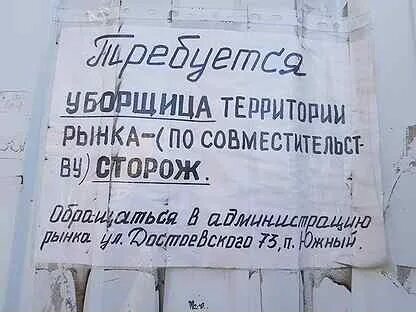 Требуется
УБОРЩИЦА ТЕРРИТОРИИ
РЫНКА-(ПО СОВМЕСТИТЕЛЬСТ-
ВУ) СТОРОЖ.
Обращаться в администрацию
рынка ул. Достоевского 73, п. Южный.